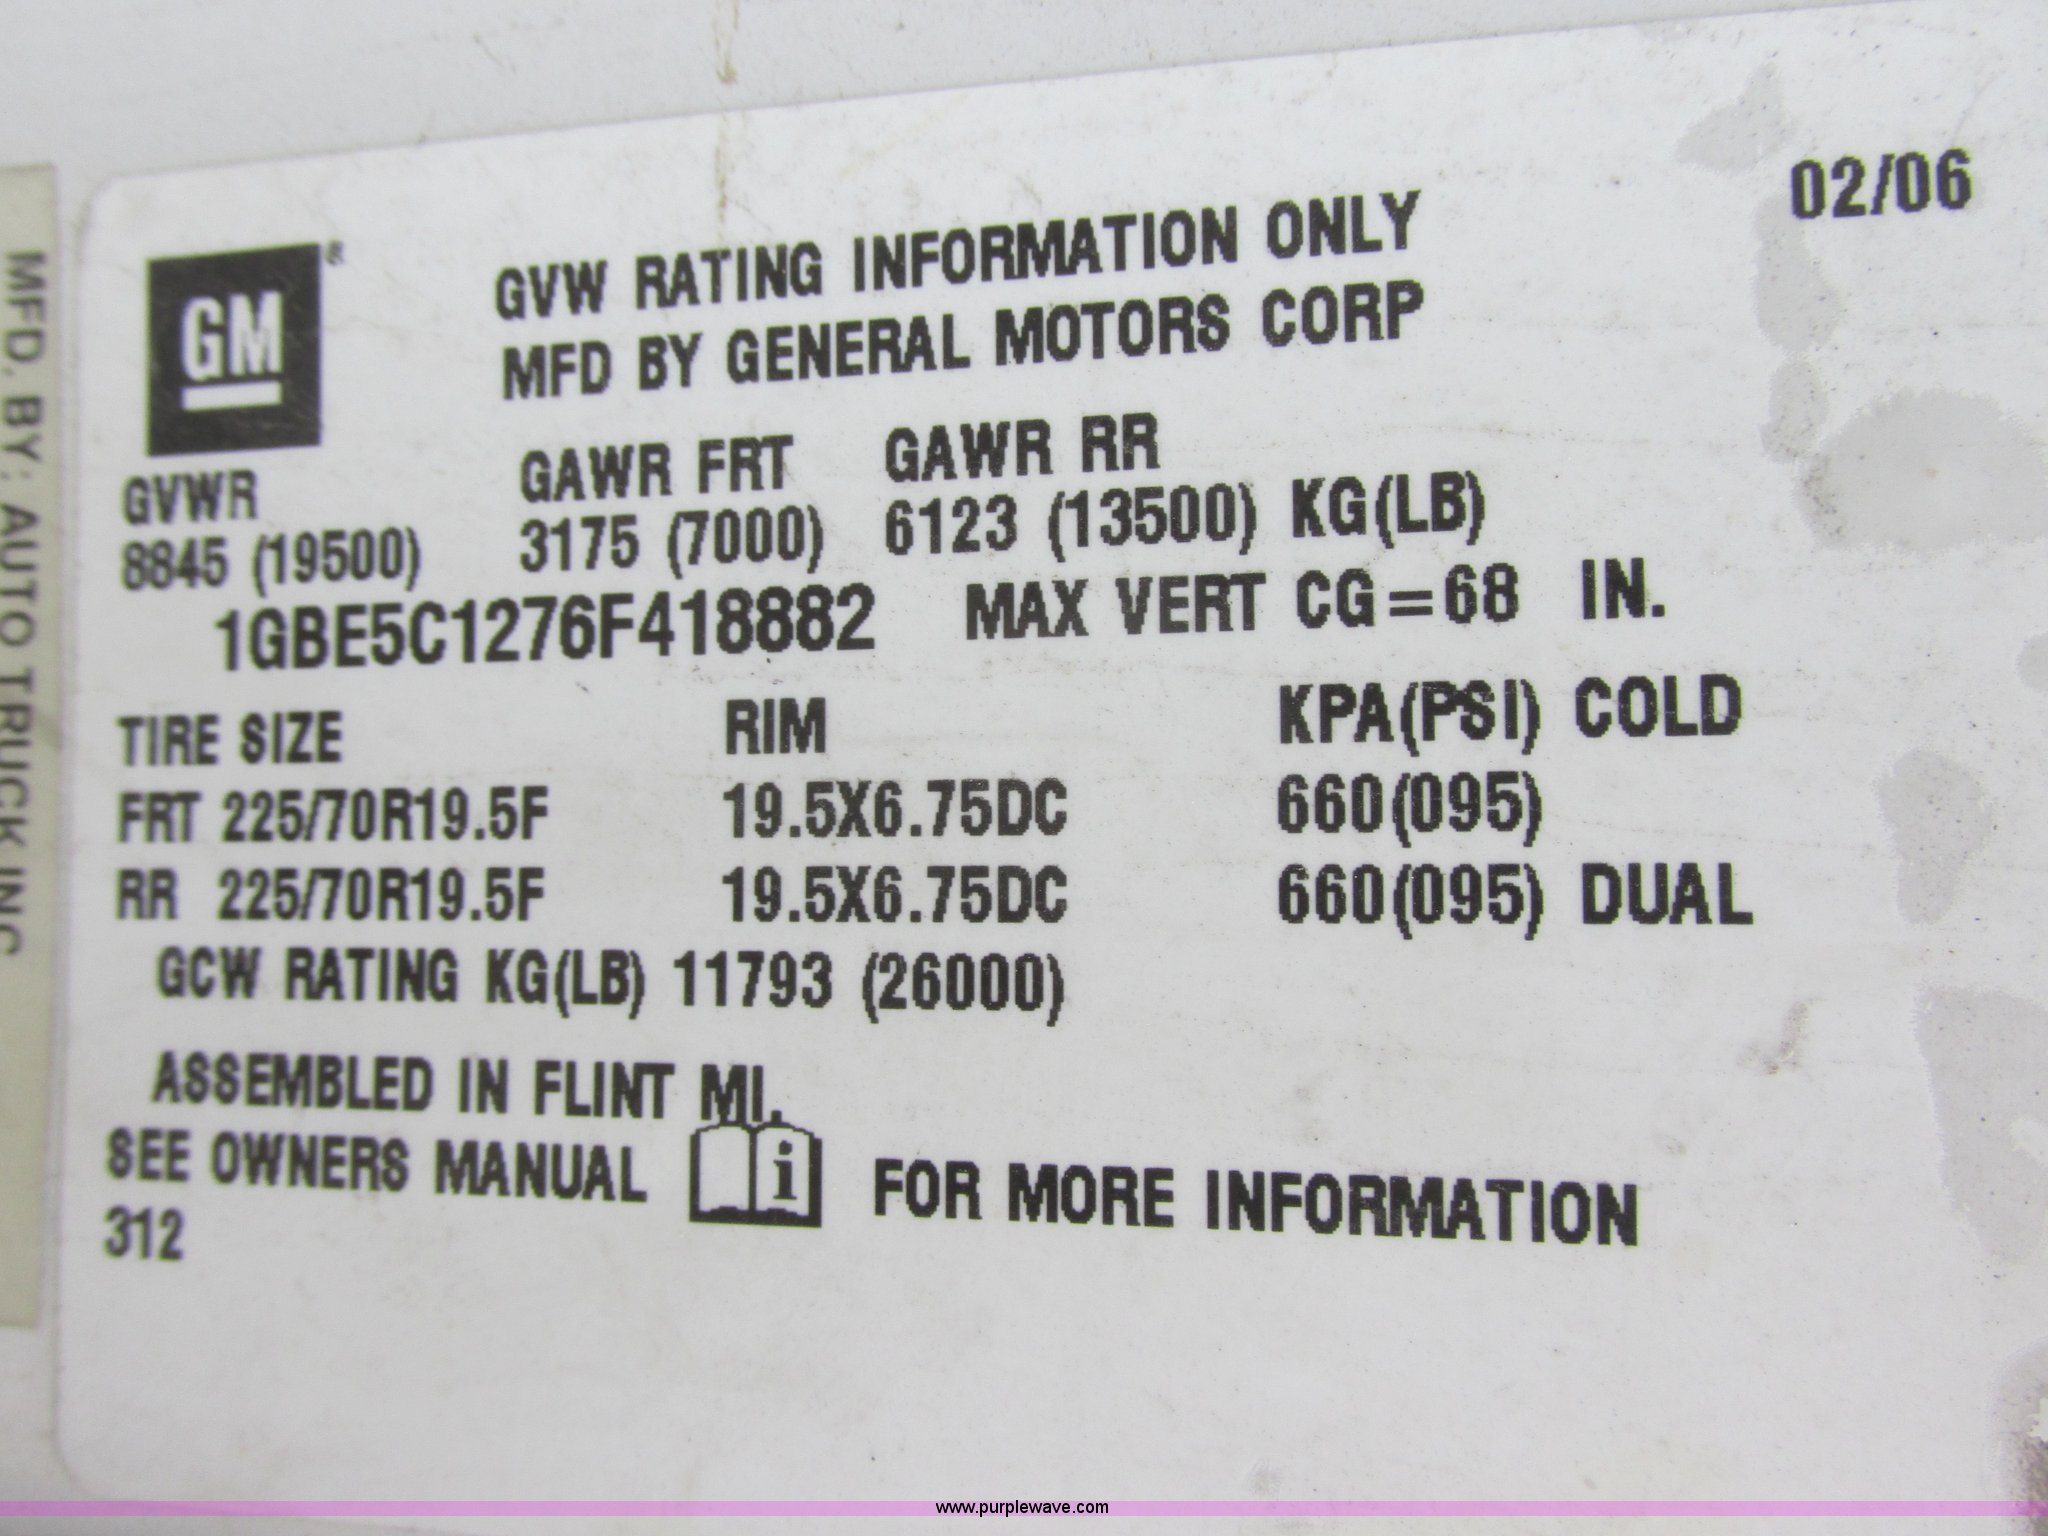 02/06
GM
GVW RATING INFORMATION ONLY
MFD BY GENERAL MOTORS CORP
GVWR GAWR FRT GAWR RR
8845 (19500) 3175 (7000) 6123 (13500) KG(LB)
1GBE5C1276F418882 MAX VERT CG=68 IN.
TIRE SIZE RIM KPA(PSI) COLD
FRT 225/70R19.5F 19.5X6.75DC 660(095)
RR 225/70R19.5F 19.5X6.75DC 660(095) DUAL
GCW RATING KG(LB) 11793 (26000)
ASSEMBLED IN FLINT MI.
SEE OWNERS MANUAL i FOR MORE INFORMATION
312
MFD. BY: AUTO TRUCK INC
www.purplewave.com